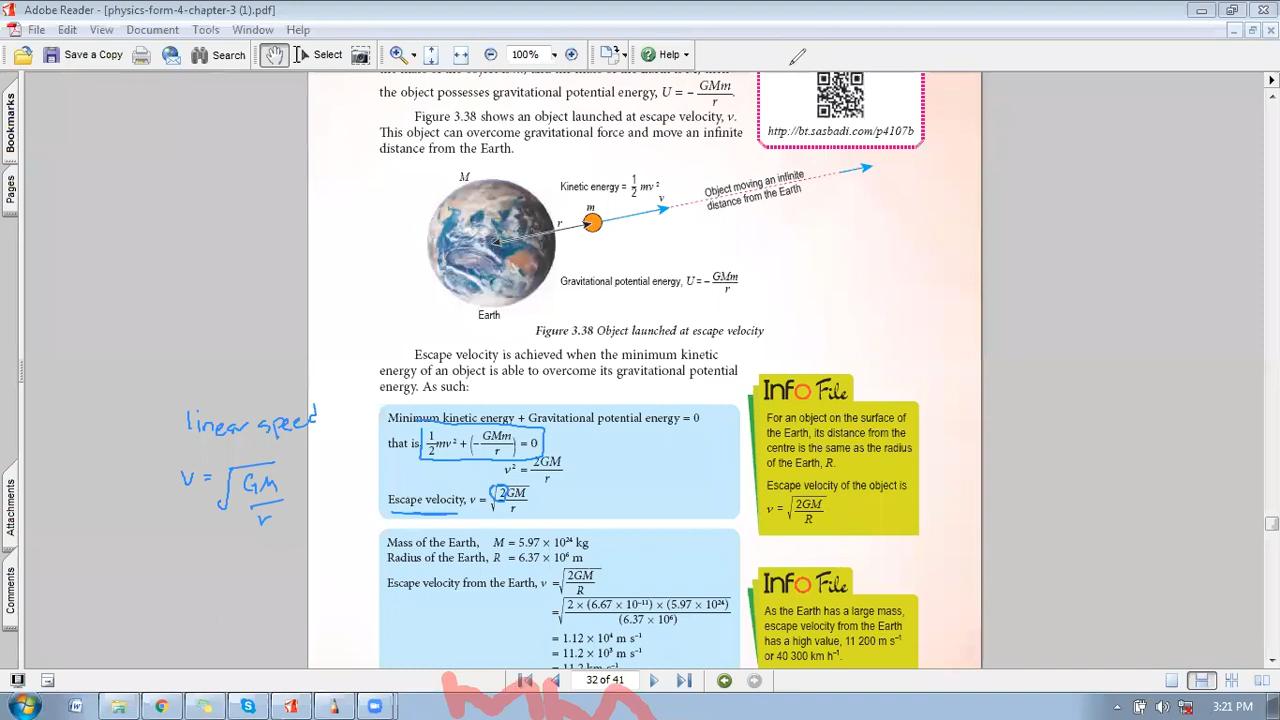 Adobe Reader - [physics-form-4-chapter-3 (1).pdf]
File Edit View Document Tools Window Help
Save a Copy Search Select 100% Help
Bookmarks
Pages
Attachments
Comments
the object possesses gravitational potential energy, U = − GMm/r.
Figure 3.38 shows an object launched at escape velocity, v.
This object can overcome gravitational force and move an infinite
distance from the Earth.
http://bt.sasbadi.com/p4107b
M
Kinetic energy = 1/2 mv²
m
v
r
Object moving an infinite
distance from the Earth
Gravitational potential energy, U = − GMm/r
Earth
Figure 3.38 Object launched at escape velocity
Escape velocity is achieved when the minimum kinetic
energy of an object is able to overcome its gravitational potential
energy. As such:
Minimum kinetic energy + Gravitational potential energy = 0
that is 1/2 mv² + (− GMm/r) = 0
v² = 2GM/r
Escape velocity, v = √(2GM/r)
linear speed
v = √(GM/r)
Mass of the Earth, M = 5.97 × 10²⁴ kg
Radius of the Earth, R = 6.37 × 10⁶ m
Escape velocity from the Earth, v = √(2GM/R)
= √(2 × (6.67 × 10⁻¹¹) × (5.97 × 10²⁴)/(6.37 × 10⁶))
= 1.12 × 10⁴ m s⁻¹
= 11.2 × 10³ m s⁻¹
= 11.2 km s⁻¹
Info File
For an object on the surface of
the Earth, its distance from the
centre is the same as the radius
of the Earth, R.
Escape velocity of the object is
v = √(2GM/R)
Info File
As the Earth has a large mass,
escape velocity from the Earth
has a high value, 11 200 m s⁻¹
or 40 300 km h⁻¹.
32 of 41
3:21 PM